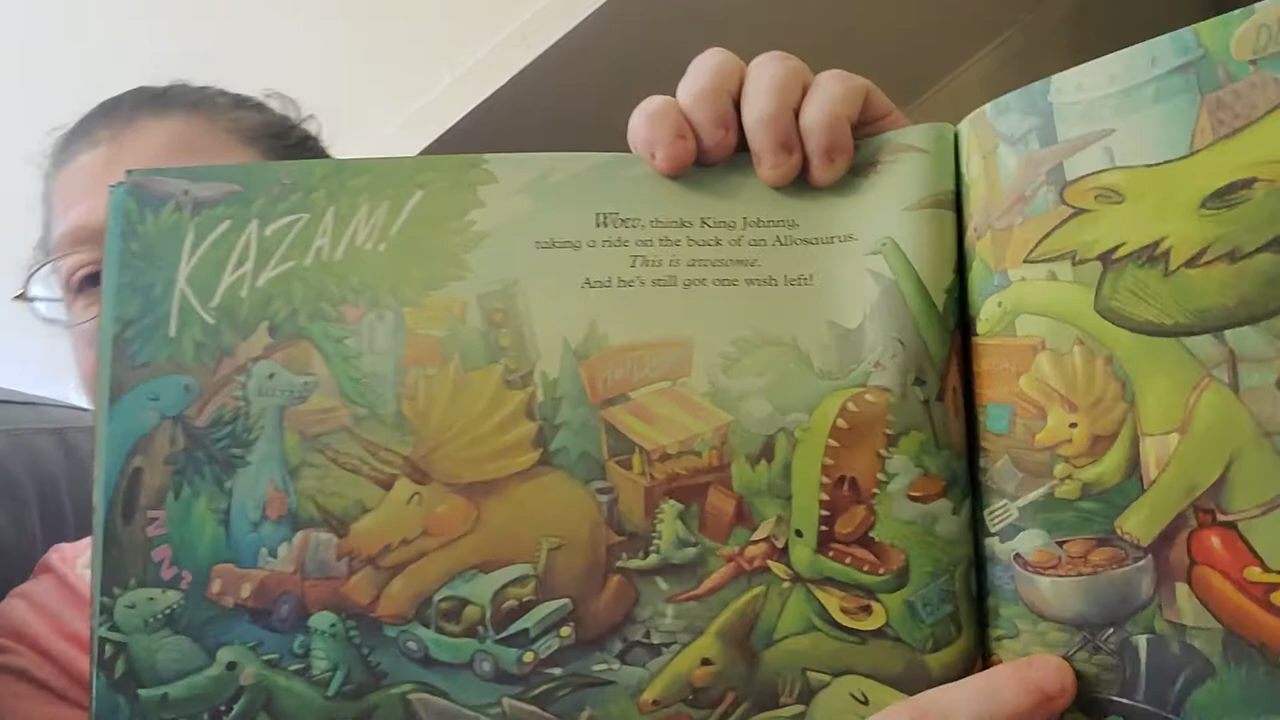 KAZAM!
Wow, thinks King Johnny,
taking a ride on the back of an Allosaurus.
This is awesome.
And he's still got one wish left!
ZZZ